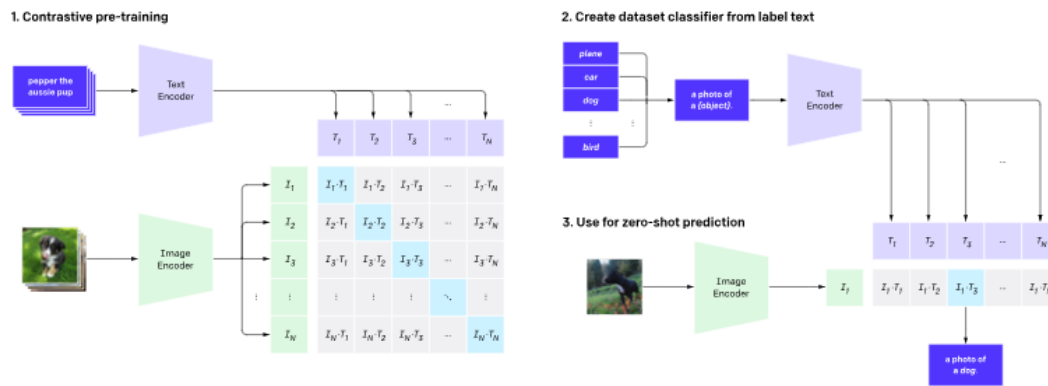 1. Contrastive pre-training
pepper the
aussie pup
Text
Encoder
...
T1 T2 T3 ... TN
I1 I1·T1 I1·T2 I1·T3 ... I1·TN
I2 I2·T1 I2·T2 I2·T3 ... I2·TN
Image
Encoder
I3 I3·T1 I3·T2 I3·T3 ... I3·TN
⋮ ⋮ ⋮ ⋮ ⋱ ⋮
IN IN·T1 IN·T2 IN·T3 ... IN·TN
2. Create dataset classifier from label text
plane
car
dog
⋮ ⋮
bird
a photo of
a {object}.
Text
Encoder
...
3. Use for zero-shot prediction
T1 T2 T3 ... TN
Image
Encoder
I1 I1·T1 I1·T2 I1·T3 ...
a photo of
a dog.